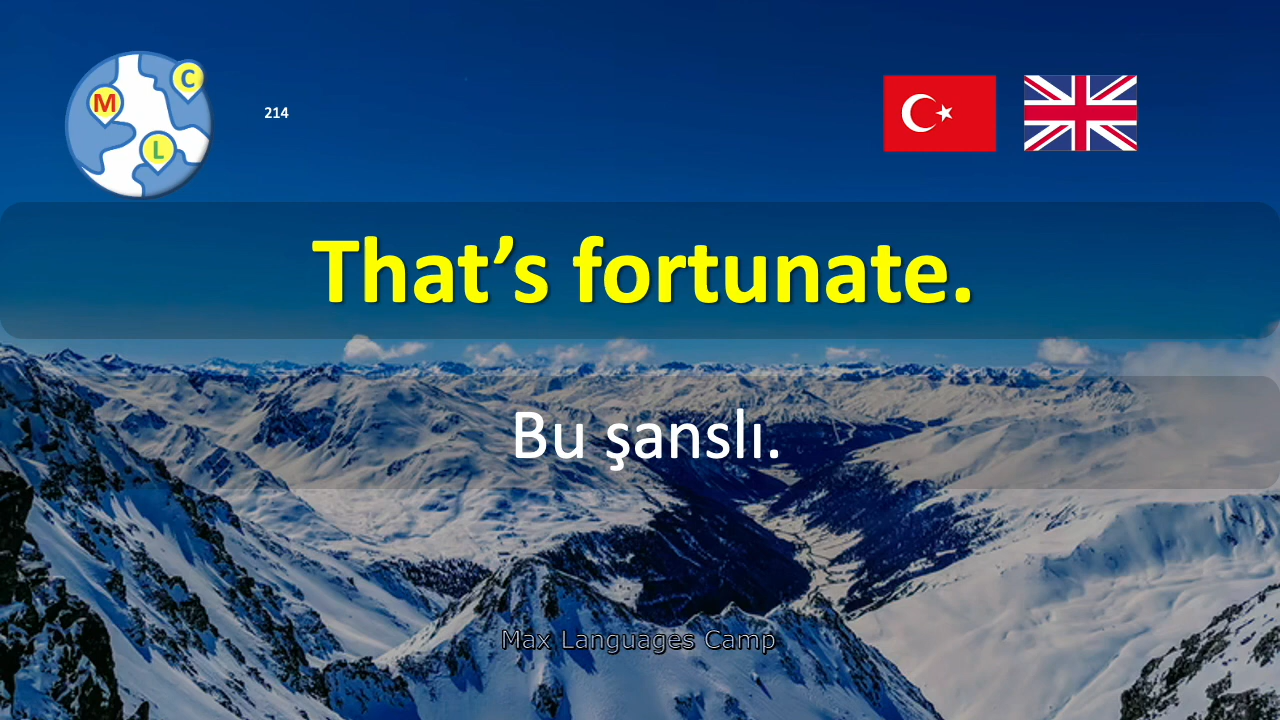 C
M
L
214
That’s fortunate.
Bu şanslı.
Max Languages Camp